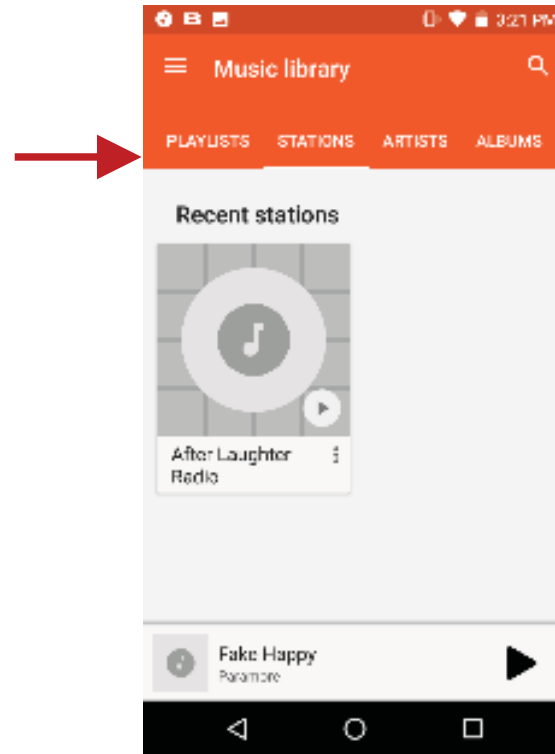 3:21 PM
Music library
PLAYLISTS STATIONS ARTISTS ALBUMS
Recent stations
After Laughter
Radio
Fake Happy
Paramore